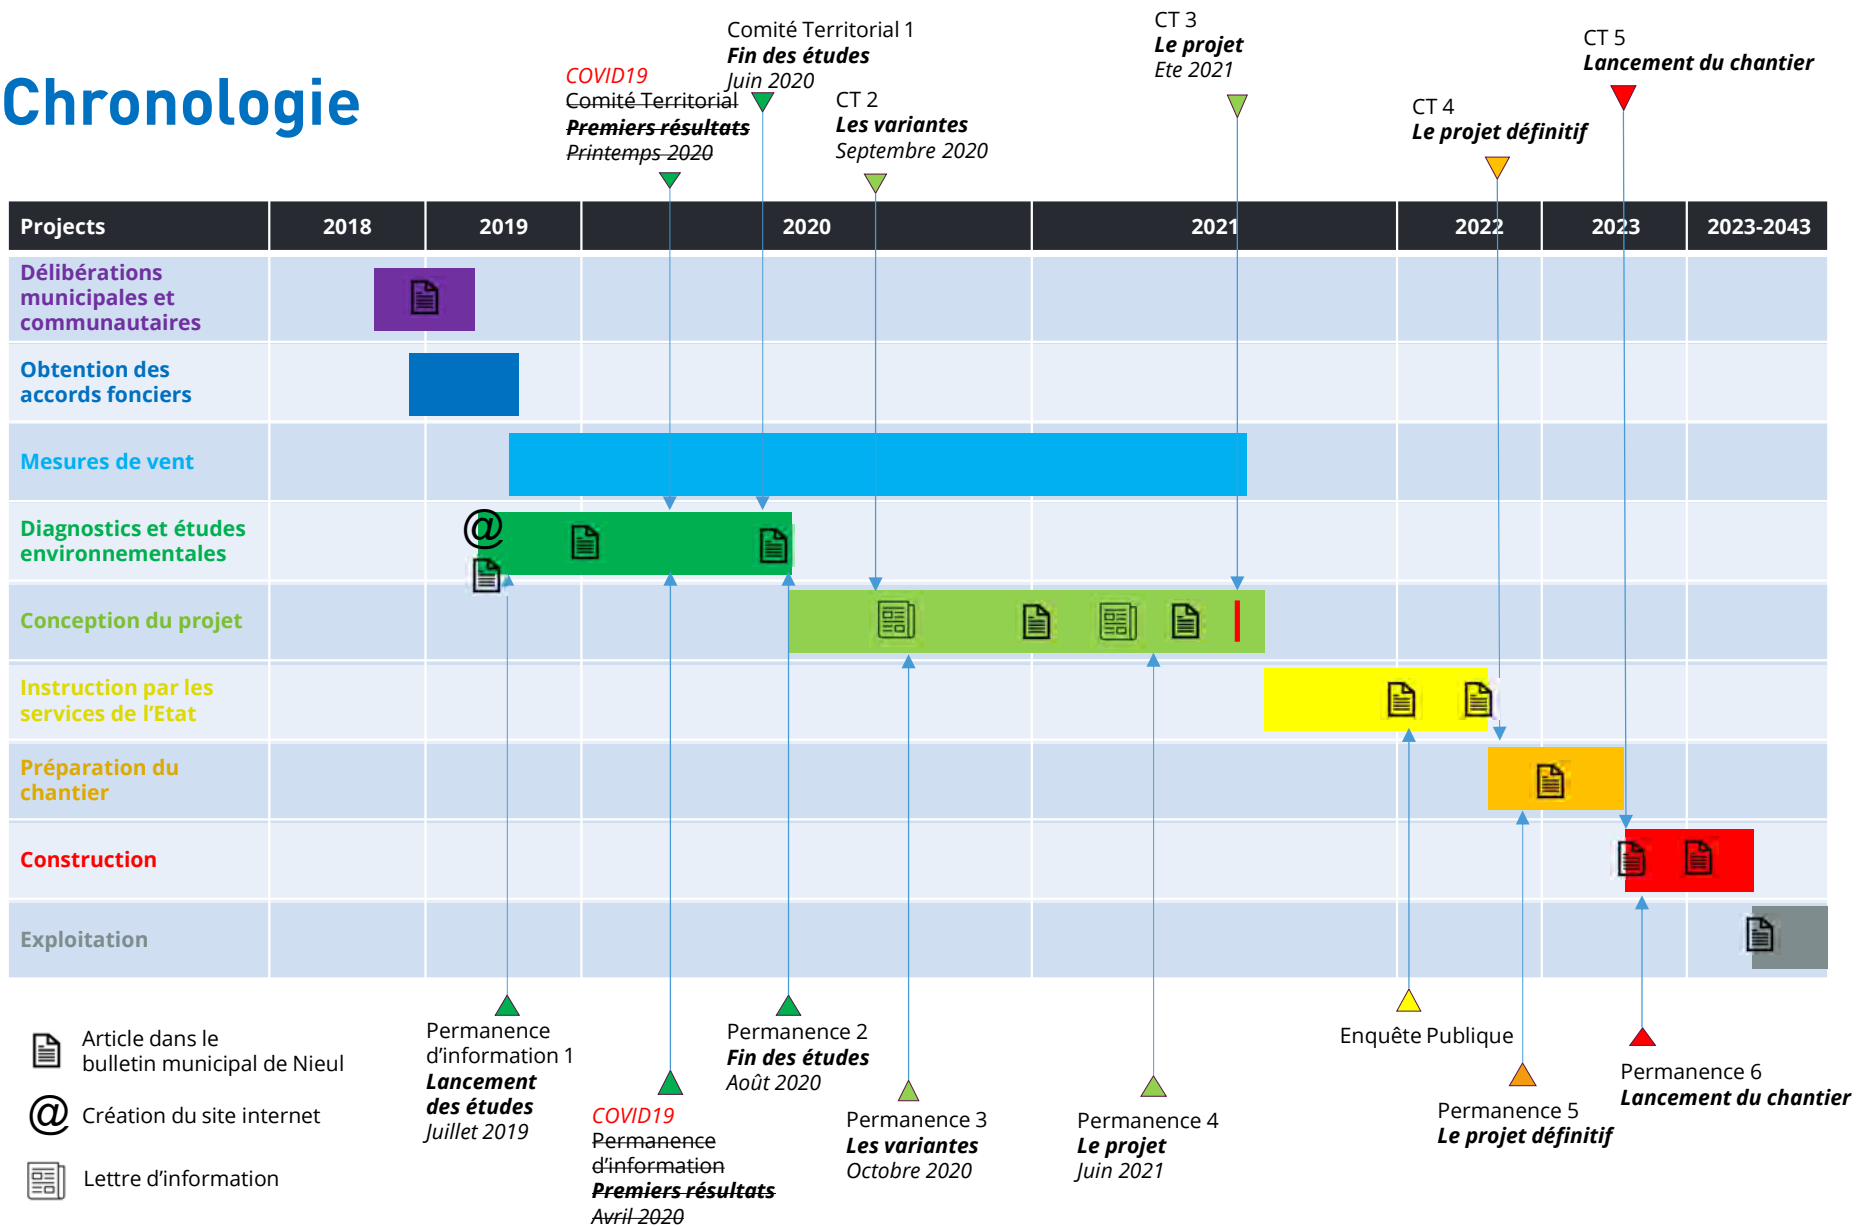 Chronologie
COVID19
Comité Territorial
Premiers résultats
Printemps 2020
Comité Territorial 1
Fin des études
Juin 2020
CT 2
Les variantes
Septembre 2020
CT 3
Le projet
Ete 2021
CT 4
Le projet définitif
CT 5
Lancement du chantier
Projects 2018 2019 2020 2021 2022 2023 2023-2043
Délibérations
municipales et
communautaires
Obtention des
accords fonciers
Mesures de vent
Diagnostics et études
environnementales
@
Conception du projet
Instruction par les
services de l'Etat
Préparation du
chantier
Construction
Exploitation
Article dans le
bulletin municipal de Nieul
@ Création du site internet
Lettre d'information
Permanence
d'information 1
Lancement
des études
Juillet 2019
COVID19
Permanence
d'information
Premiers résultats
Avril 2020
Permanence 2
Fin des études
Août 2020
Permanence 3
Les variantes
Octobre 2020
Permanence 4
Le projet
Juin 2021
Enquête Publique
Permanence 5
Le projet définitif
Permanence 6
Lancement du chantier